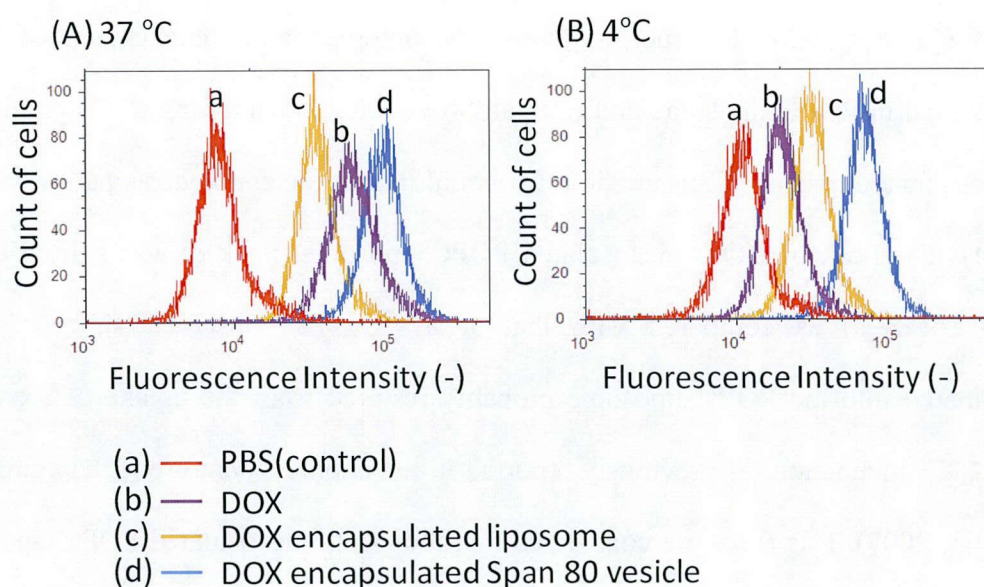 (A) 37 °C
(B) 4°C
Count of cells
100
80
60
40
20
0
a
c
b
d
10³
10⁴
10⁵
Fluorescence Intensity (-)
Count of cells
100
80
60
40
20
0
a
b
c
d
10³
10⁴
10⁵
Fluorescence Intensity (-)
(a) PBS(control)
(b) DOX
(c) DOX encapsulated liposome
(d) DOX encapsulated Span 80 vesicle